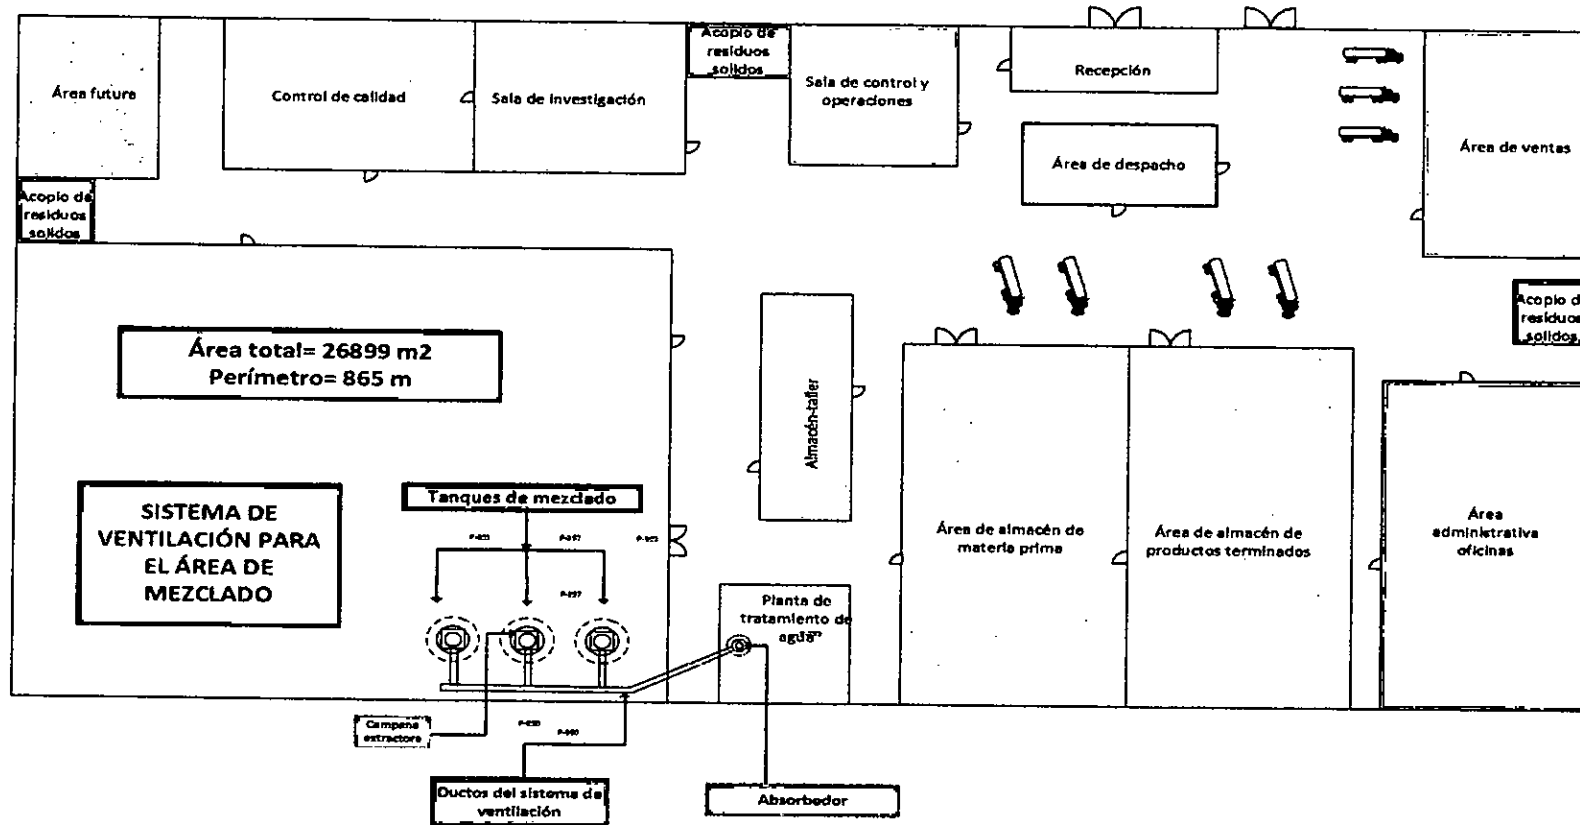 Área futura
Control de calidad
Sala de investigación
Acopio de
residuos
solidos
Sala de control y
operaciones
Recepción
Área de despacho
Área de ventas
Acopio de
residuos
solidos
Acopio d
residuos
solidos
Área total= 26899 m2
Perímetro= 865 m
Almacén-taller
SISTEMA DE
VENTILACIÓN PARA
EL ÁREA DE
MEZCLADO
Tanques de mezclado
Área de almacén de
materia prima
Área de almacén de
productos terminados
Área
administrativa
oficinas
Planta de
tratamiento de
Campana
extractora
Ductos del sistema de
ventilación
Absorbedor